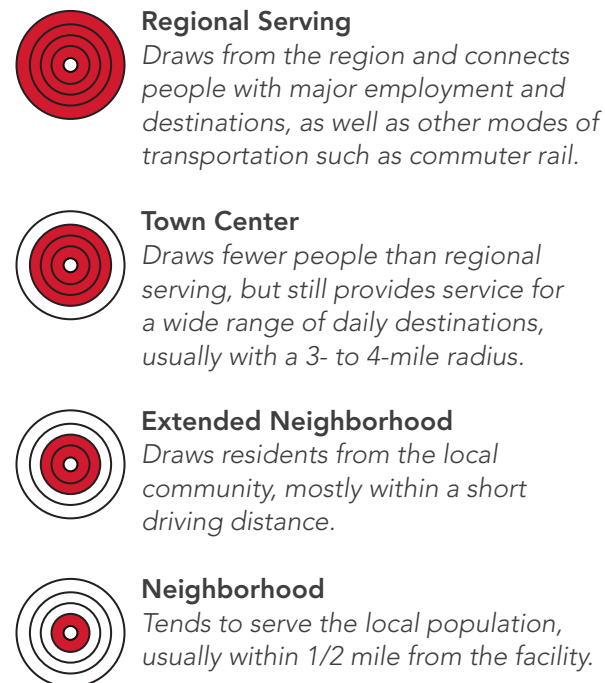 Regional Serving
Draws from the region and connects
people with major employment and
destinations, as well as other modes of
transportation such as commuter rail.
Town Center
Draws fewer people than regional
serving, but still provides service for
a wide range of daily destinations,
usually with a 3- to 4-mile radius.
Extended Neighborhood
Draws residents from the local
community, mostly within a short
driving distance.
Neighborhood
Tends to serve the local population,
usually within 1/2 mile from the facility.